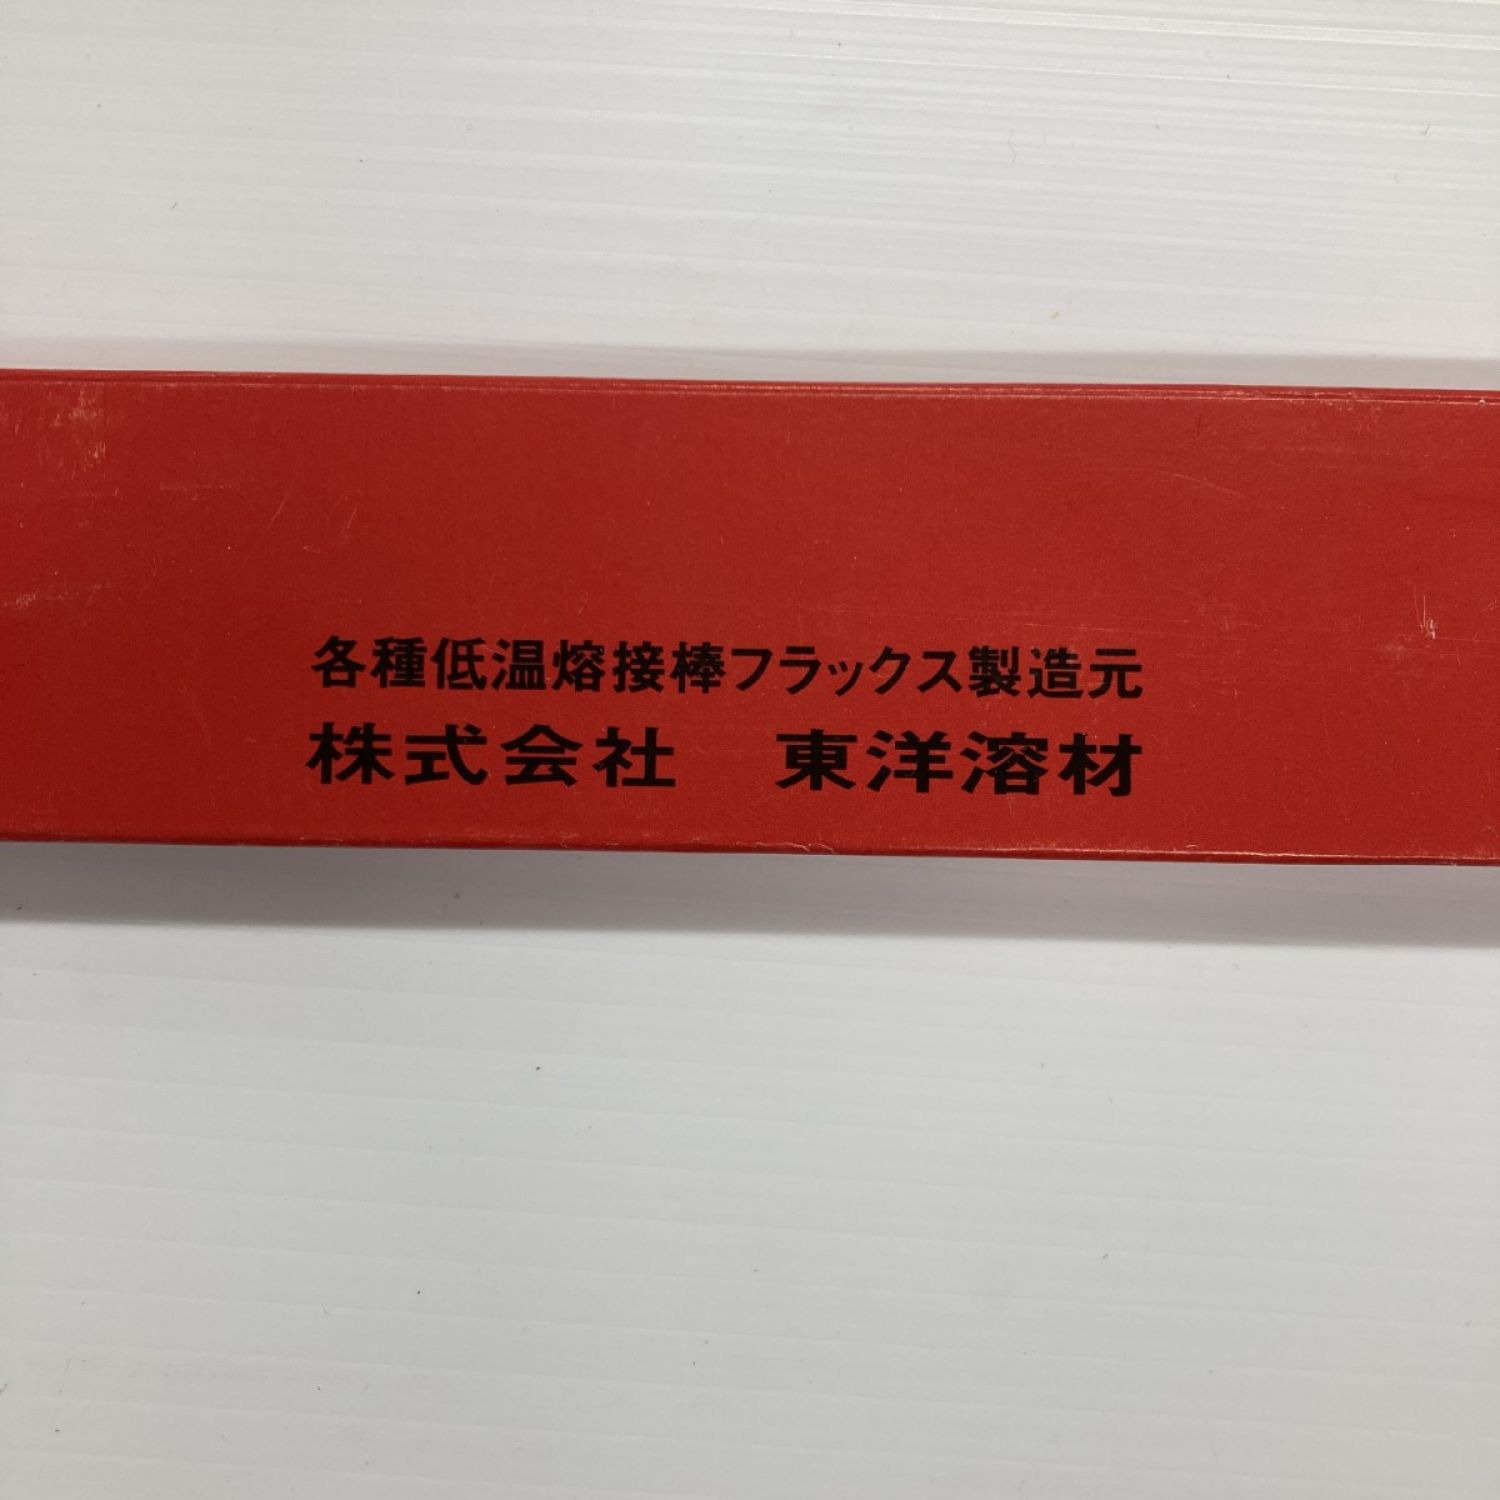 各種低温熔接棒フラックス製造元
株式会社　東洋溶材